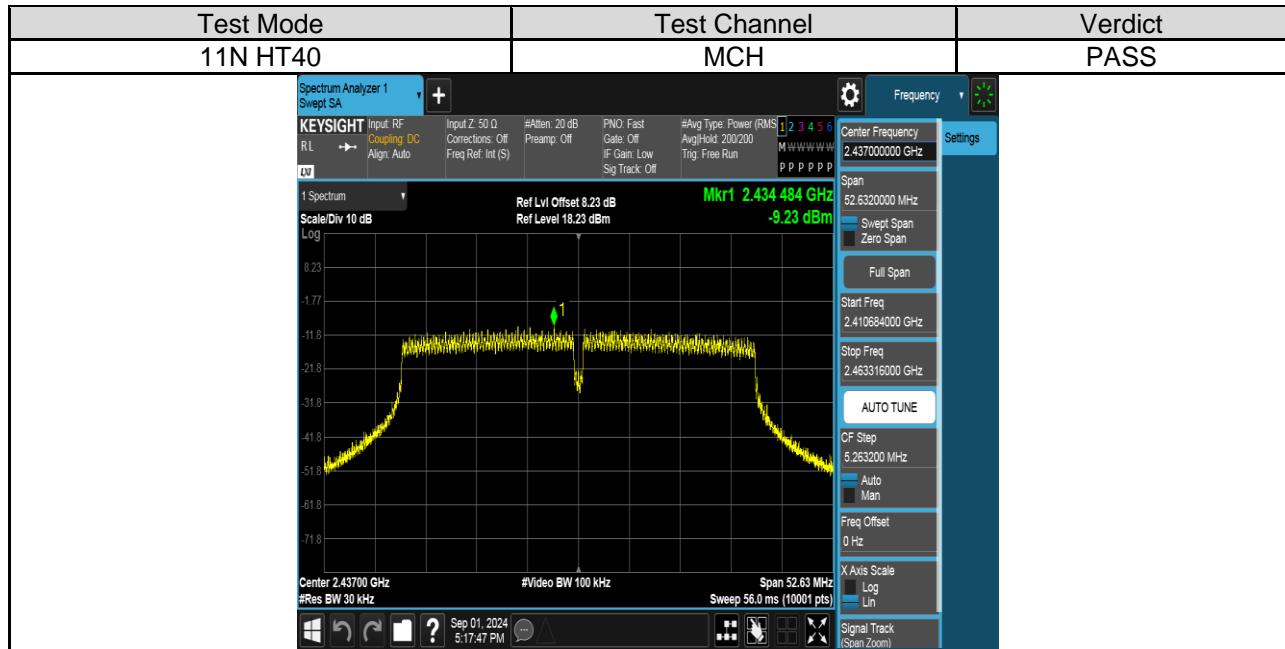 Test Mode Test Channel Verdict
11N HT40 MCH PASS
Spectrum Analyzer 1
Swept SA
+
Frequency
KEYSIGHT
RL
LXI
Input: RF
Coupling: DC
Align: Auto
Input Z: 50 Ω
Corrections: Off
Freq Ref: Int (S)
#Atten: 20 dB
Preamp: Off
PNO: Fast
Gate: Off
IF Gain: Low
Sig Track: Off
#Avg Type: Power (RMS
Avg|Hold: 200/200
Trig: Free Run
1 2 3 4 5 6
M W W W W W
P P P P P P
1 Spectrum
Scale/Div 10 dB
Log
Ref Lvl Offset 8.23 dB
Ref Level 18.23 dBm
Mkr1 2.434 484 GHz
-9.23 dBm
8.23
-1.77
-11.8
-21.8
-31.8
-41.8
-51.8
-61.8
-71.8
1
Center 2.43700 GHz
#Res BW 30 kHz
#Video BW 100 kHz
Span 52.63 MHz
Sweep 56.0 ms (10001 pts)
?
Sep 01, 2024
5:17:47 PM
Center Frequency
2.437000000 GHz
Settings
Span
52.6320000 MHz
Swept Span
Zero Span
Full Span
Start Freq
2.410684000 GHz
Stop Freq
2.463316000 GHz
AUTO TUNE
CF Step
5.263200 MHz
Auto
Man
Freq Offset
0 Hz
X Axis Scale
Log
Lin
Signal Track
(Span Zoom)